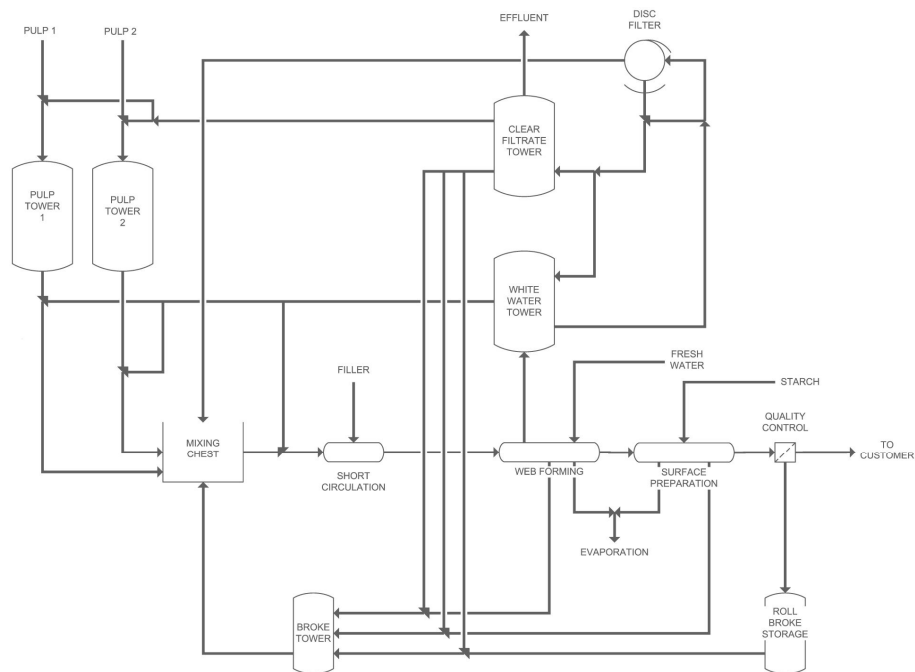 EFFLUENT
DISC
FILTER
PULP 1
PULP 2
CLEAR
FILTRATE
TOWER
PULP
TOWER
1
PULP
TOWER
2
WHITE
WATER
TOWER
FRESH
WATER
FILLER
STARCH
QUALITY
CONTROL
MIXING
CHEST
TO
CUSTOMER
SHORT
CIRCULATION
WEB FORMING
SURFACE
PREPARATION
EVAPORATION
BROKE
TOWER
ROLL
BROKE
STORAGE